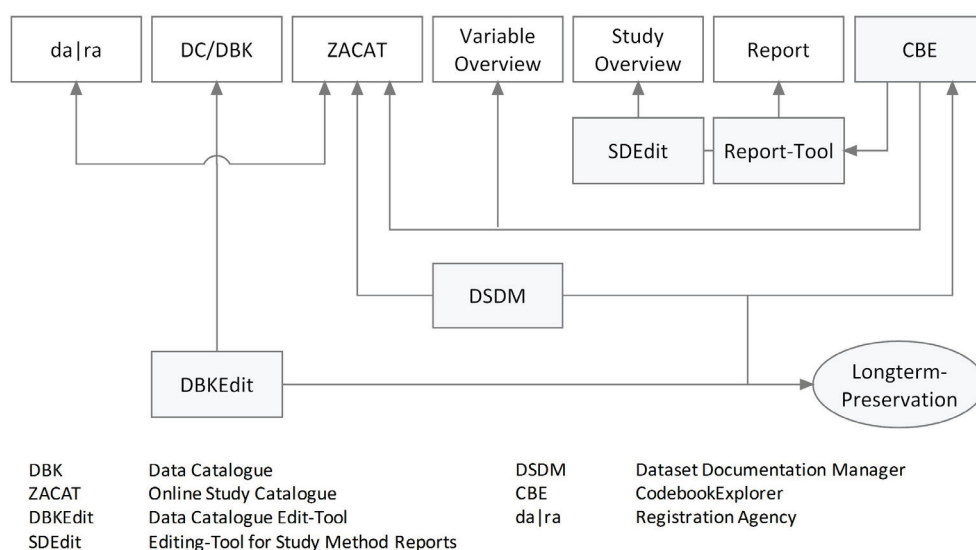 da|ra
DC/DBK
ZACAT
Variable
Overview
Study
Overview
Report
CBE
SDEdit
Report-Tool
DSDM
DBKEdit
Longterm-
Preservation
DBK Data Catalogue
ZACAT Online Study Catalogue
DBKEdit Data Catalogue Edit-Tool
SDEdit Editing-Tool for Study Method Reports
DSDM Dataset Documentation Manager
CBE CodebookExplorer
da|ra Registration Agency